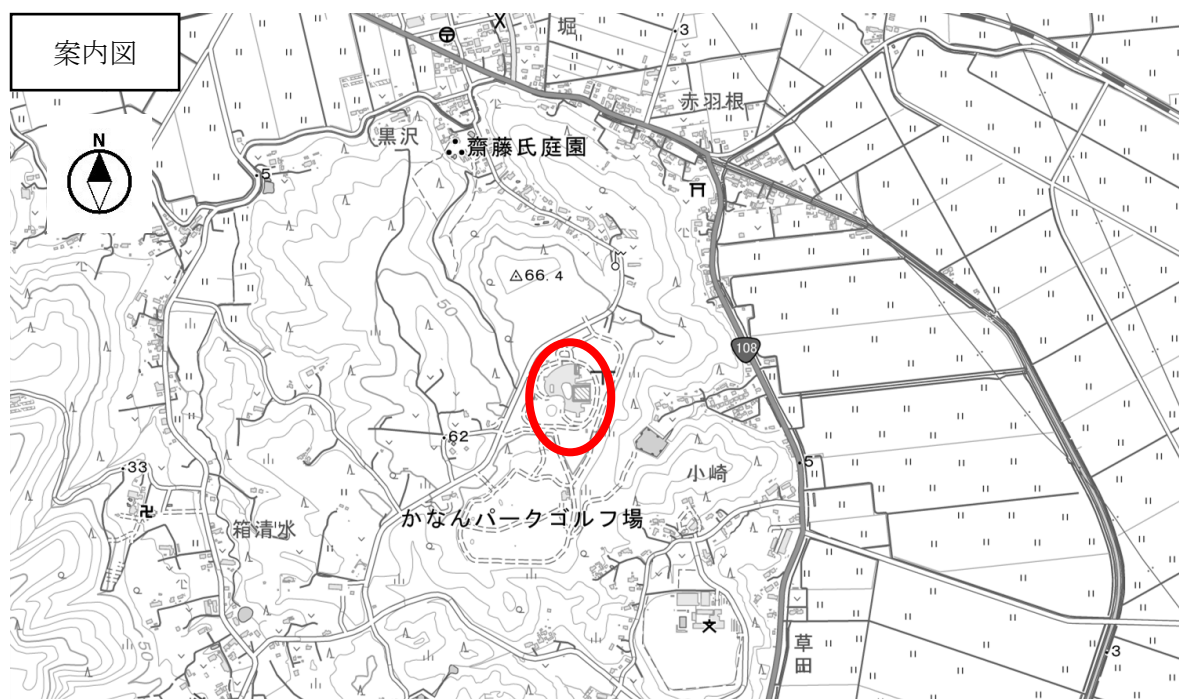 案内図
堀
3
赤羽根
N
黒沢
齋藤氏庭園
5
66.4
50
108
62
5
33
小崎
かなんパークゴルフ場
箱清水
50
草田
3